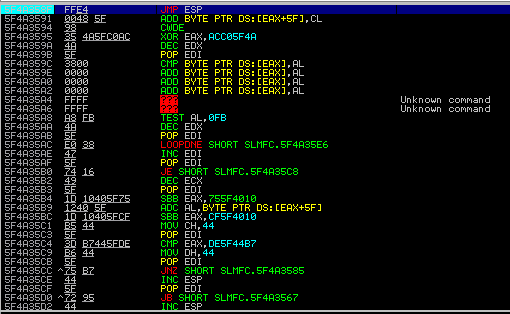 FFE4 JMP ESP
5F4A3591 0048 5F ADD BYTE PTR DS:[EAX+5F],CL
5F4A3594 98 CWDE
5F4A3595 35 4A5FC0AC XOR EAX,ACC05F4A
5F4A359A 4A DEC EDX
5F4A359B 5F POP EDI
5F4A359C 3800 CMP BYTE PTR DS:[EAX],AL
5F4A359E 0000 ADD BYTE PTR DS:[EAX],AL
5F4A35A0 0000 ADD BYTE PTR DS:[EAX],AL
5F4A35A2 0000 ADD BYTE PTR DS:[EAX],AL
5F4A35A4 FFFF ??? Unknown command
5F4A35A6 FFFF ??? Unknown command
5F4A35A8 A8 FB TEST AL,0FB
5F4A35AA 4A DEC EDX
5F4A35AB 5F POP EDI
5F4A35AC E0 38 LOOPDNE SHORT SLMFC.5F4A35E6
5F4A35AE 47 INC EDI
5F4A35AF 5F POP EDI
5F4A35B0 74 16 JE SHORT SLMFC.5F4A35C8
5F4A35B2 49 DEC ECX
5F4A35B3 5F POP EDI
5F4A35B4 1D 10405F75 SBB EAX,755F4010
5F4A35B9 1240 5F ADC AL,BYTE PTR DS:[EAX+5F]
5F4A35BC 1D 10405FCF SBB EAX,CF5F4010
5F4A35C1 B5 44 MOV CH,44
5F4A35C3 5F POP EDI
5F4A35C4 3D B7445FDE CMP EAX,DE5F44B7
5F4A35C9 B6 44 MOV DH,44
5F4A35CB 5F POP EDI
5F4A35CC ^75 B7 JNZ SHORT SLMFC.5F4A3585
5F4A35CE 44 INC ESP
5F4A35CF 5F POP EDI
5F4A35D0 ^72 95 JB SHORT SLMFC.5F4A3567
5F4A35D2 44 INC ESP